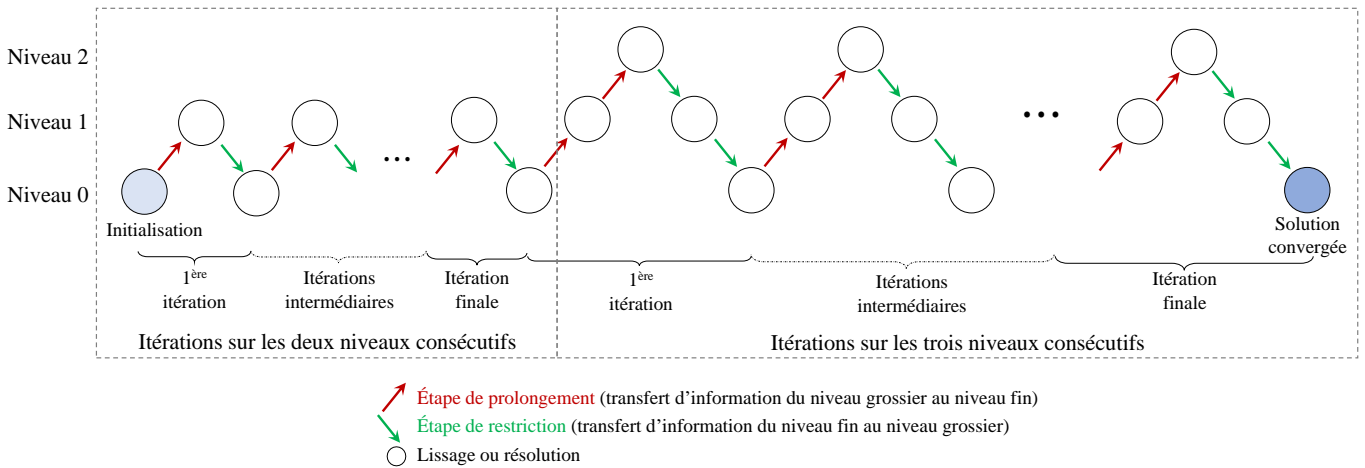 Niveau 2
Niveau 1
Niveau 0
...
...
Initialisation
Solution
convergée
1ère
itération
Itérations
intermédiaires
Itération
finale
1ère
itération
Itérations
intermédiaires
Itération
finale
Itérations sur les deux niveaux consécutifs
Itérations sur les trois niveaux consécutifs
Étape de prolongement (transfert d’information du niveau grossier au niveau fin)
Étape de restriction (transfert d’information du niveau fin au niveau grossier)
Lissage ou résolution